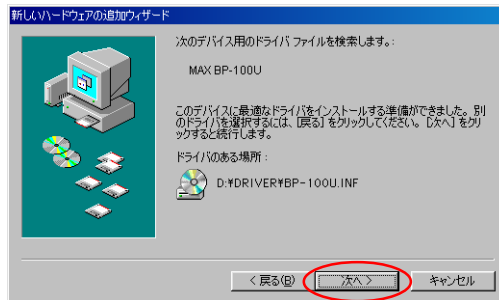 新しいハードウェアの追加ウィザード
次のデバイス用のドライバ ファイルを検索します。:
MAX BP-100U
このデバイスに最適なドライバをインストールする準備ができました。別
のドライバを選択するには、[戻る] をクリックしてください。[次へ] をクリ
ックすると続行します。
ドライバのある場所:
D:¥DRIVER¥BP-100U.INF
< 戻る(B)
次へ >
キャンセル